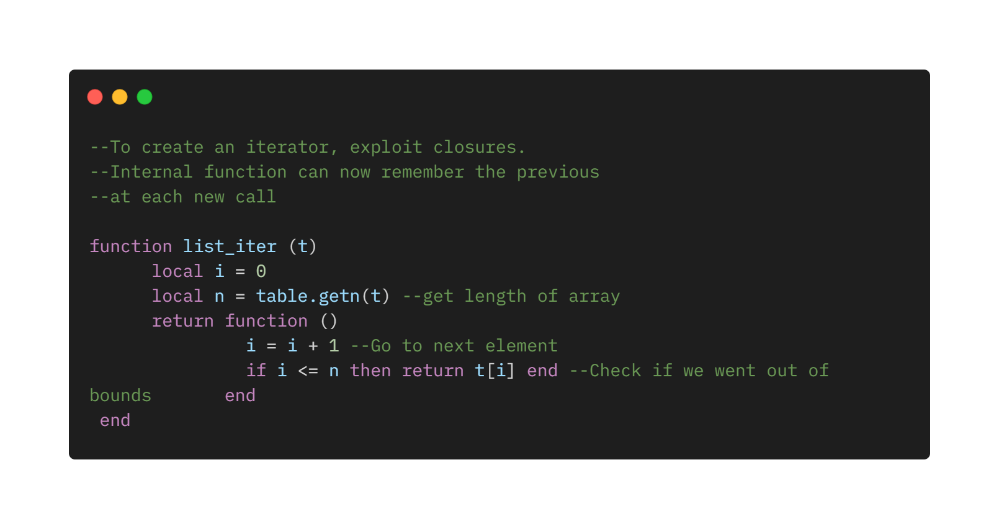 --To create an iterator, exploit closures.
--Internal function can now remember the previous
--at each new call
function list_iter (t)
      local i = 0
      local n = table.getn(t) --get length of array
      return function ()
               i = i + 1 --Go to next element
               if i <= n then return t[i] end --Check if we went out of
bounds       end
 end